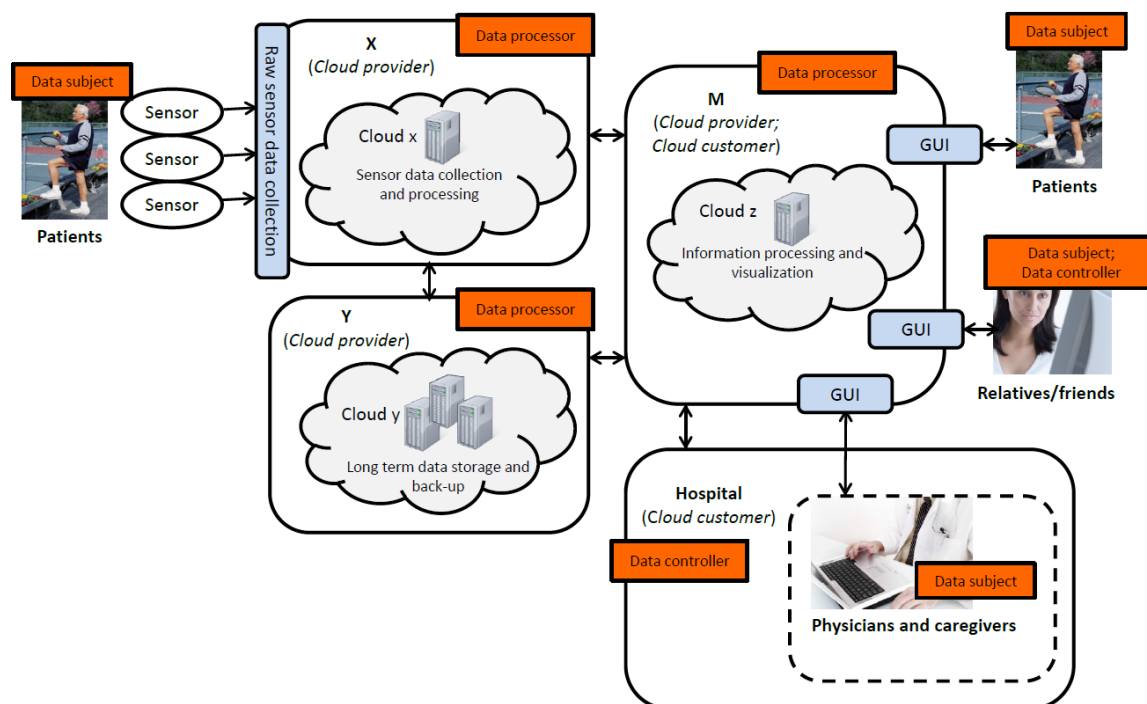 Data subject
Patients
Sensor
Sensor
Sensor
Raw sensor data collection
X
(Cloud provider)
Data processor
Cloud x
Sensor data collection
and processing
Y
(Cloud provider)
Data processor
Cloud y
Long term data storage and
back-up
M
(Cloud provider;
Cloud customer)
Data processor
Cloud z
Information processing and
visualization
GUI
GUI
GUI
Data subject
Patients
Data subject;
Data controller
Relatives/friends
Hospital
(Cloud customer)
Data controller
Data subject
Physicians and caregivers